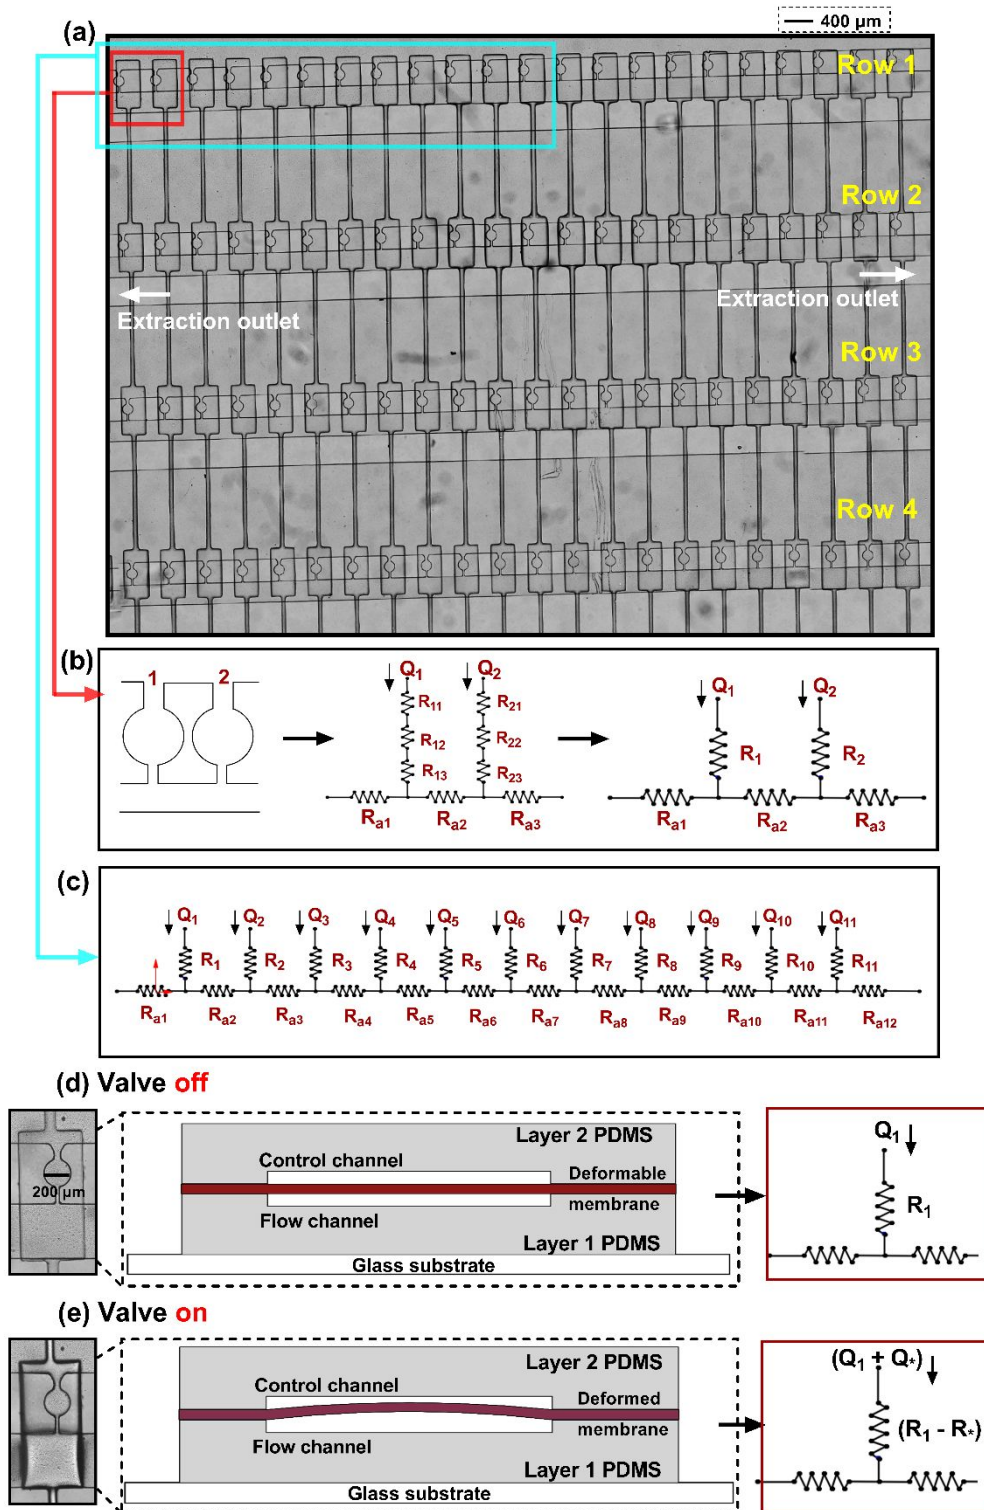 400 µm
(a)
Row 1
Row 2
Extraction outlet
Extraction outlet
Row 3
Row 4
(b)
1 2
Q1 Q2
R11 R21
R12 R22
R13 R23
Ra1 Ra2 Ra3
Q1 Q2
R1 R2
Ra1 Ra2 Ra3
(c)
Q1 Q2 Q3 Q4 Q5 Q6 Q7 Q8 Q9 Q10 Q11
R1 R2 R3 R4 R5 R6 R7 R8 R9 R10 R11
Ra1 Ra2 Ra3 Ra4 Ra5 Ra6 Ra7 Ra8 Ra9 Ra10 Ra11 Ra12
(d) Valve off
200 µm
Layer 2 PDMS
Control channel
Deformable
membrane
Flow channel
Layer 1 PDMS
Glass substrate
Q1
R1
(e) Valve on
Layer 2 PDMS
Control channel
Deformed
membrane
Flow channel
Layer 1 PDMS
Glass substrate
(Q1 + Q*)
(R1 - R*)